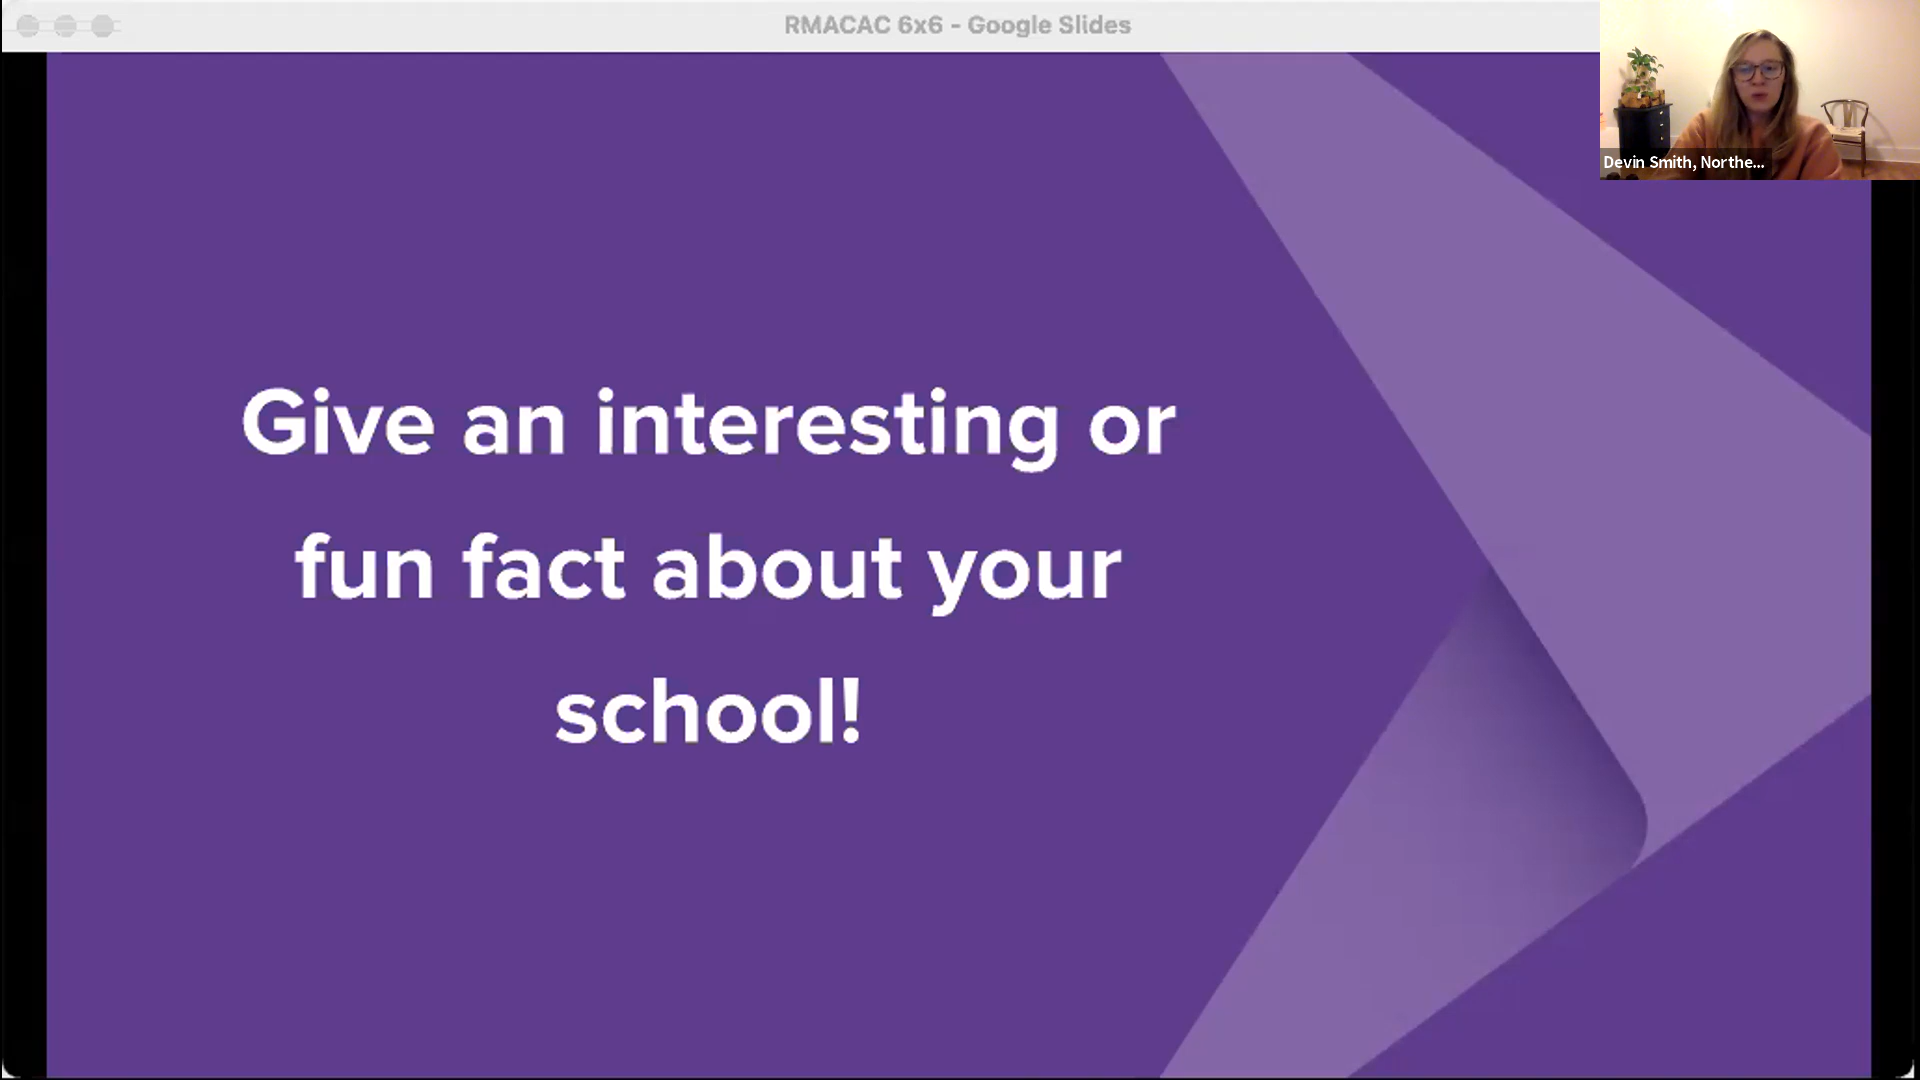 RMACAC 6x6 - Google Slides
Devin Smith, Northe...
Give an interesting or
fun fact about your
school!